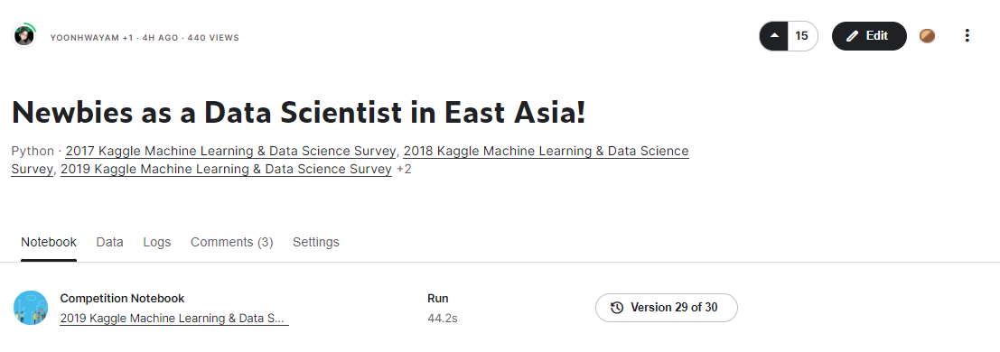 YOONHWAYAM +1 · 4H AGO · 440 VIEWS
15
Edit
Newbies as a Data Scientist in East Asia!
Python · 2017 Kaggle Machine Learning & Data Science Survey, 2018 Kaggle Machine Learning & Data Science
Survey, 2019 Kaggle Machine Learning & Data Science Survey +2
Notebook Data Logs Comments (3) Settings
Competition Notebook
2019 Kaggle Machine Learning & Data S...
Run
44.2s
Version 29 of 30